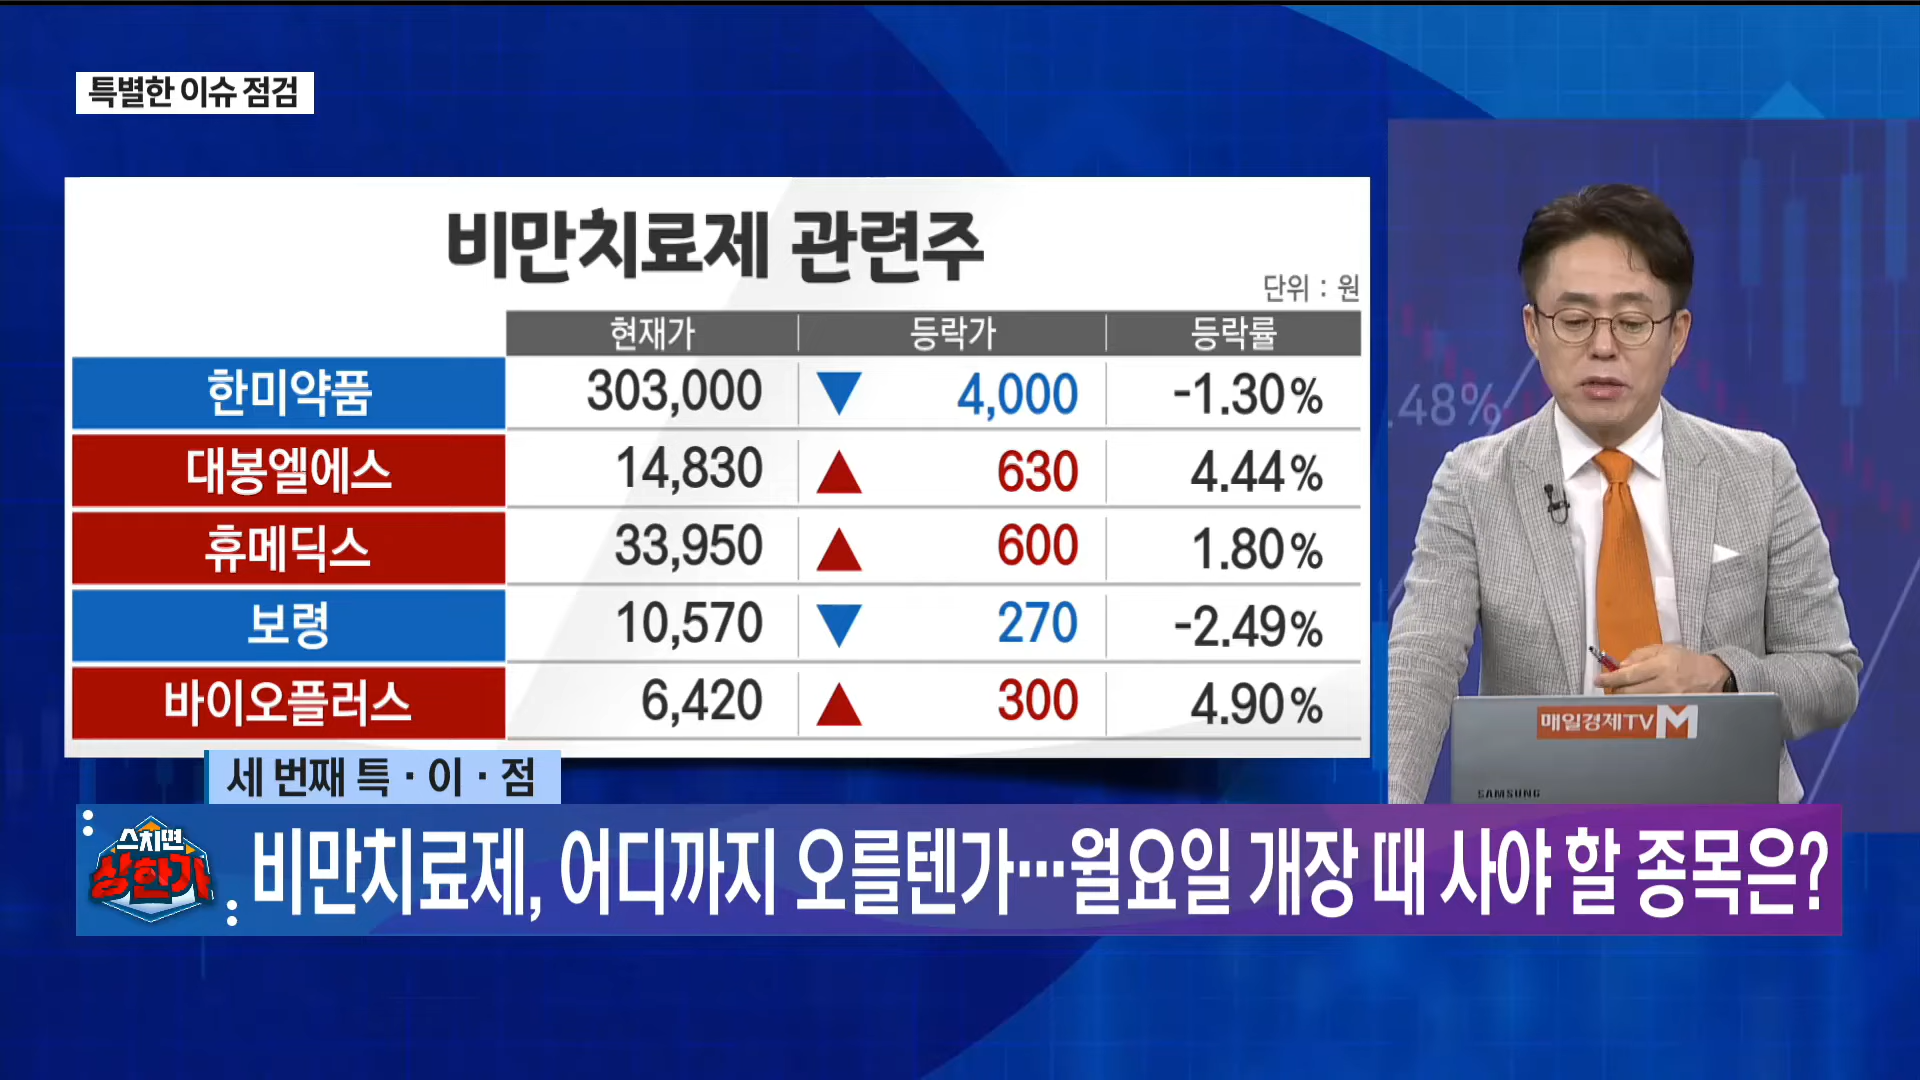 특별한 이슈 점검
비만치료제 관련주
단위 : 원
현재가 등락가 등락률
한미약품 303,000 ▼ 4,000 -1.30%
대봉엘에스 14,830 ▲ 630 4.44%
휴메딕스 33,950 ▲ 600 1.80%
보령 10,570 ▼ 270 -2.49%
바이오플러스 6,420 ▲ 300 4.90%
.48%
매일경제TV M
SAMSUNG
세 번째 특·이·점
스치면
상한가
비만치료제, 어디까지 오를텐가…월요일 개장 때 사야 할 종목은?